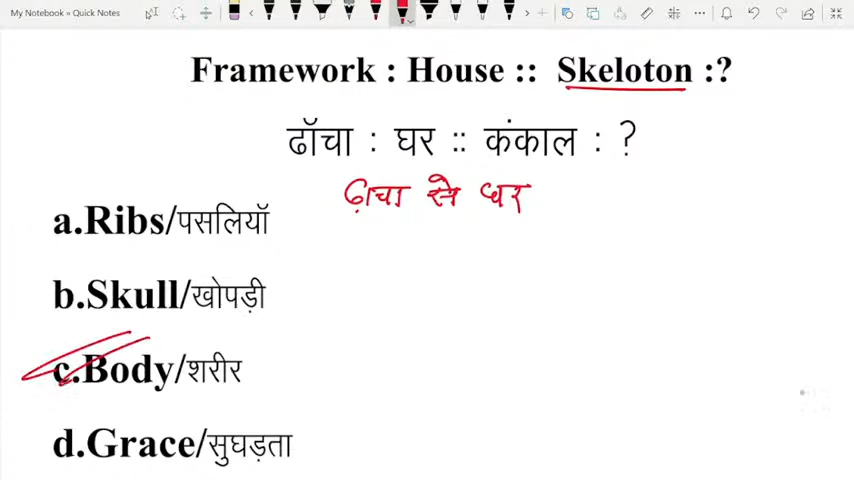 My Notebook » Quick Notes
Framework : House :: Skeloton :?
ढॉचा : घर :: कंकाल : ?
ढ़ाचा से घर
a.Ribs/पसलियॉ
b.Skull/खोपड़ी
c.Body/शरीर
d.Grace/सुघड़ता